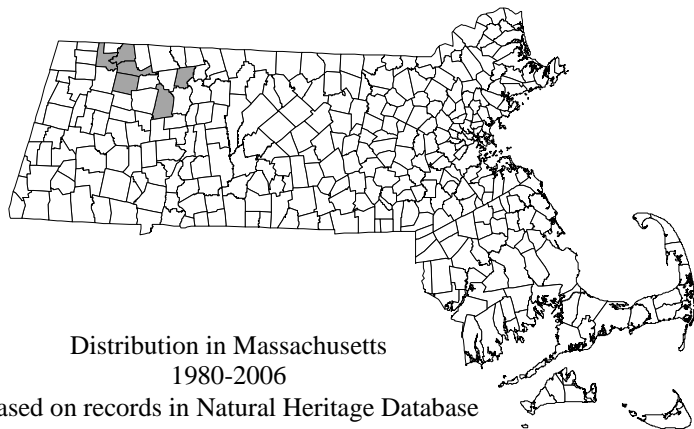 Distribution in Massachusetts
1980-2006
ased on records in Natural Heritage Database